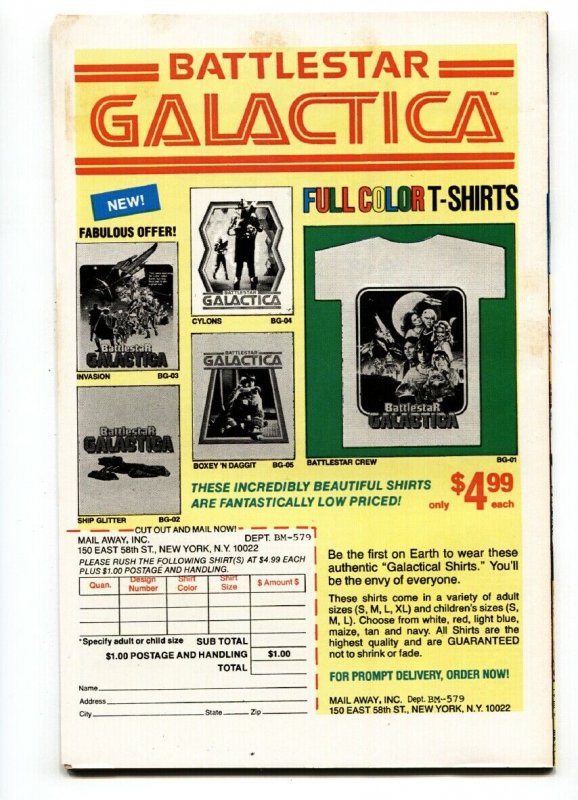 BATTLESTAR
GALACTICA™
NEW!
FABULOUS OFFER!
FULL COLOR T-SHIRTS
BATTLESTAR
GALACTICA
CYLONS BG-04
BattlestaR
GALACTICA
INVASION BG-03
BATTLESTAR
GALACTICA
BOXEY 'N DAGGIT BG-05
BattlestaR
GALACTICA
BATTLESTAR CREW BG-01
BattlestaR
GALACTICA
SHIP GLITTER BG-02
THESE INCREDIBLY BEAUTIFUL SHIRTS
ARE FANTASTICALLY LOW PRICED!
only $4.99 each
CUT OUT AND MAIL NOW!
MAIL AWAY, INC. DEPT. BM-579
150 EAST 58th ST., NEW YORK, N.Y. 10022
PLEASE RUSH THE FOLLOWING SHIRT(S) AT $4.99 EACH
PLUS $1.00 POSTAGE AND HANDLING.
Quan. Design Number Shirt Color Shirt Size $ Amount $
*Specify adult or child size SUB TOTAL
$1.00 POSTAGE AND HANDLING $1.00
TOTAL
Name
Address
City State Zip
Be the first on Earth to wear these
authentic "Galactical Shirts." You'll
be the envy of everyone.
These shirts come in a variety of adult
sizes (S, M, L, XL) and children's sizes (S,
M, L). Choose from white, red, light blue,
maize, tan and navy. All Shirts are the
highest quality and are GUARANTEED
not to shrink or fade.
FOR PROMPT DELIVERY, ORDER NOW!
MAIL AWAY, INC. Dept. BM-579
150 EAST 58th ST., NEW YORK, N.Y. 10022